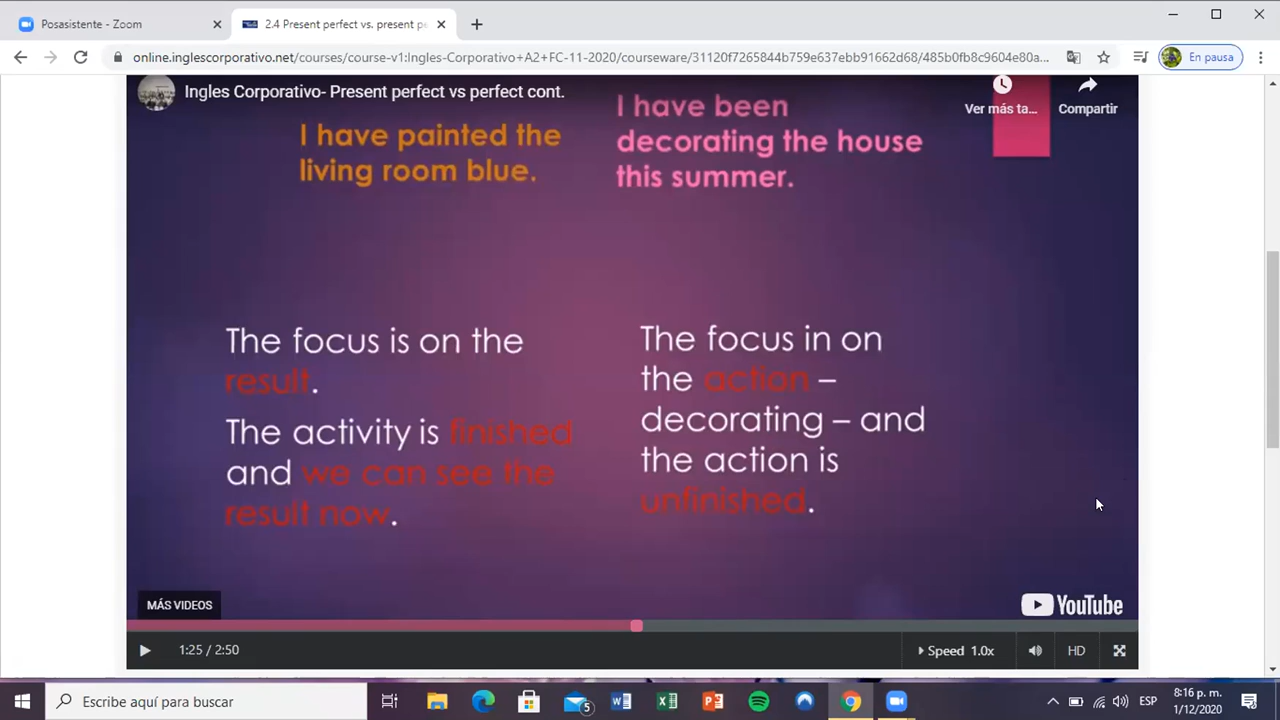 Posasistente - Zoom
2.4 Present perfect vs. present pe
online.inglescorporativo.net/courses/course-v1:Ingles-Corporativo+A2+FC-11-2020/courseware/31120f7265844b759e637ebb91662d68/485b0fb8c9604e80a...
En pausa
Ingles Corporativo- Present perfect vs perfect cont.
Ver más ta...
Compartir
I have painted the
living room blue.
I have been
decorating the house
this summer.
The focus is on the
result.
The activity is finished
and we can see the
result now.
The focus in on
the action –
decorating – and
the action is
unfinished.
MÁS VIDEOS
YouTube
1:25 / 2:50
Speed 1.0x
HD
Escribe aquí para buscar
5
ESP
8:16 p. m.
1/12/2020